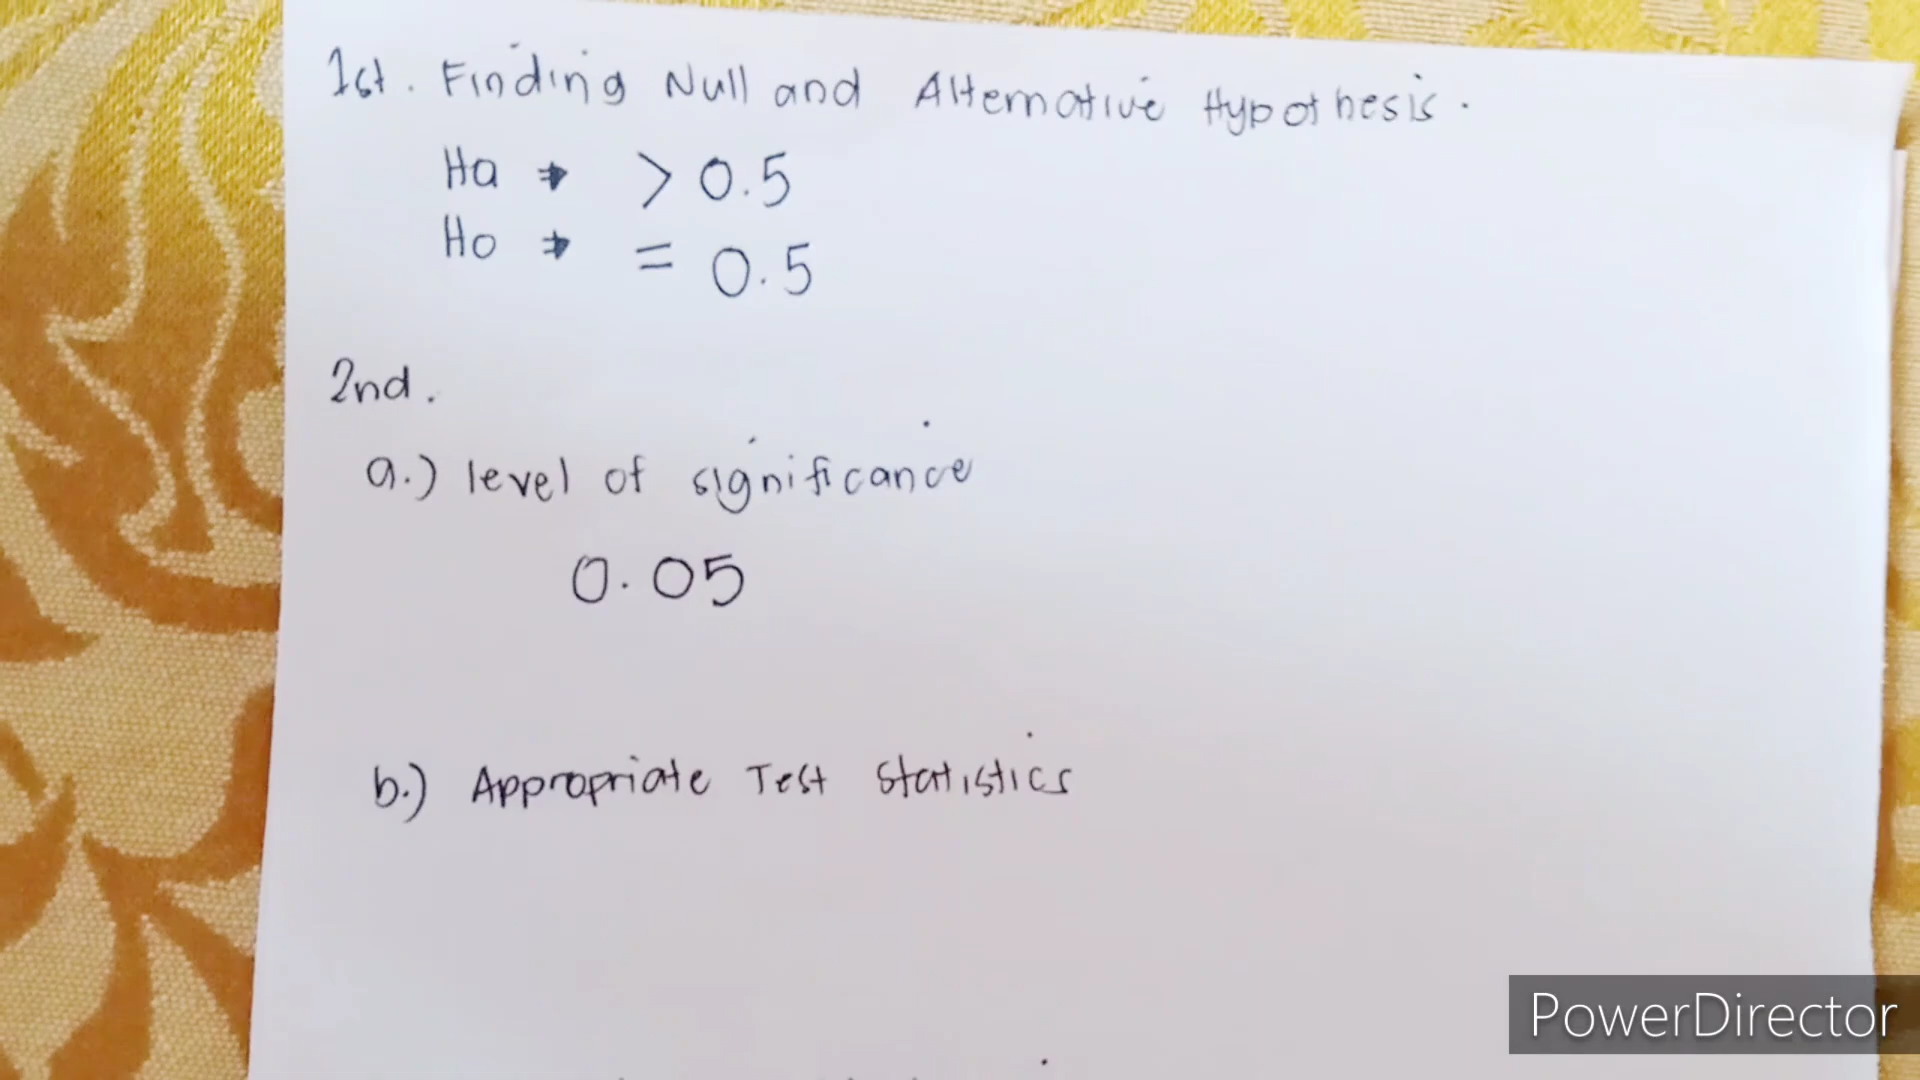 1st. Finding Null and Alternative Hypothesis.
Ha → > 0.5
Ho → = 0.5
2nd.
a.) level of significance
0.05
b.) Appropriate Test Statistics
PowerDirector